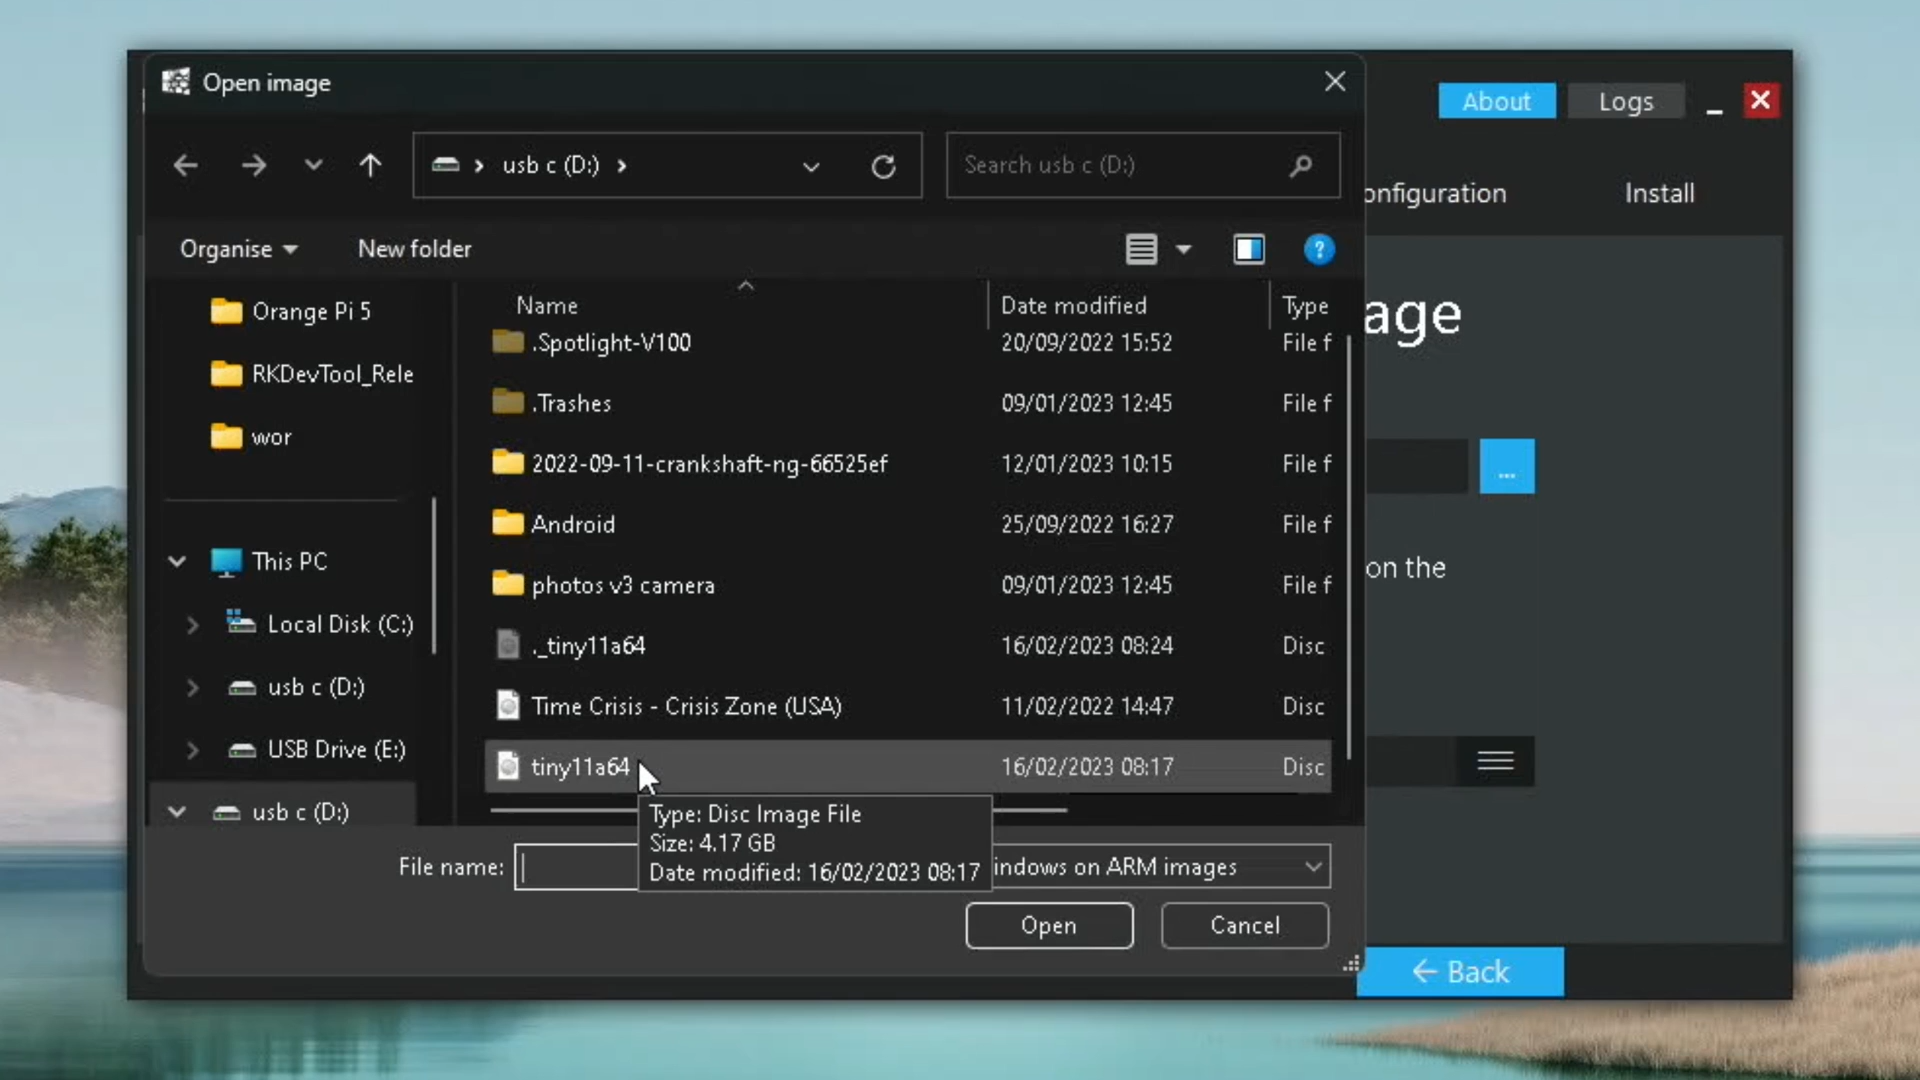 Open image
About
Logs
usb c (D:)
Search usb c (D:)
onfiguration
Install
Organise
New folder
Name
Date modified
Type
Orange Pi 5
RKDevTool_Rele
wor
This PC
Local Disk (C:)
usb c (D:)
USB Drive (E:)
usb c (D:)
.Spotlight-V100 20/09/2022 15:52 File f
.Trashes 09/01/2023 12:45 File f
2022-09-11-crankshaft-ng-66525ef 12/01/2023 10:15 File f
Android 25/09/2022 16:27 File f
photos v3 camera 09/01/2023 12:45 File f
._tiny11a64 16/02/2023 08:24 Disc
Time Crisis - Crisis Zone (USA) 11/02/2022 14:47 Disc
tiny11a64 16/02/2023 08:17 Disc
Type: Disc Image File
Size: 4.17 GB
Date modified: 16/02/2023 08:17
File name:
indows on ARM images
Open
Cancel
age
...
on the
← Back